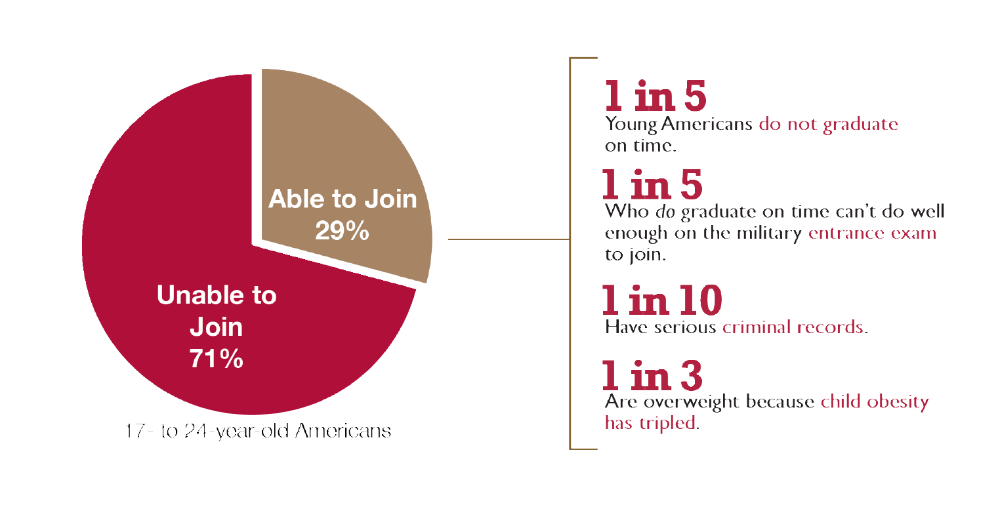 Able to Join
29%
Unable to
Join
71%
17- to 24-year-old Americans
1 in 5
Young Americans do not graduate
on time.
1 in 5
Who do graduate on time can't do well
enough on the military entrance exam
to join.
1 in 10
Have serious criminal records.
1 in 3
Are overweight because child obesity
has tripled.